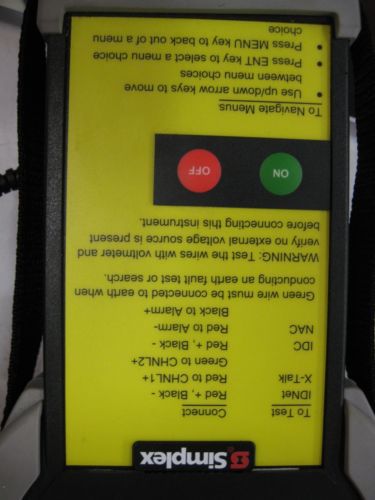 Simplex
To Test Connect
IDNet Red +, Black -
X-Talk Red to CHNL1+
Green to CHNL2+
IDC Red +, Black -
NAC Red to Alarm-
Black to Alarm+
Green wire must be connected to earth when
conducting an earth fault test or search.
WARNING: Test the wires with voltmeter and
verify no external voltage source is present
before connecting this instrument.
ON OFF
To Navigate Menus
• Use up/down arrow keys to move
between menu choices
• Press ENT key to select a menu choice
• Press MENU key to back out of a menu
choice